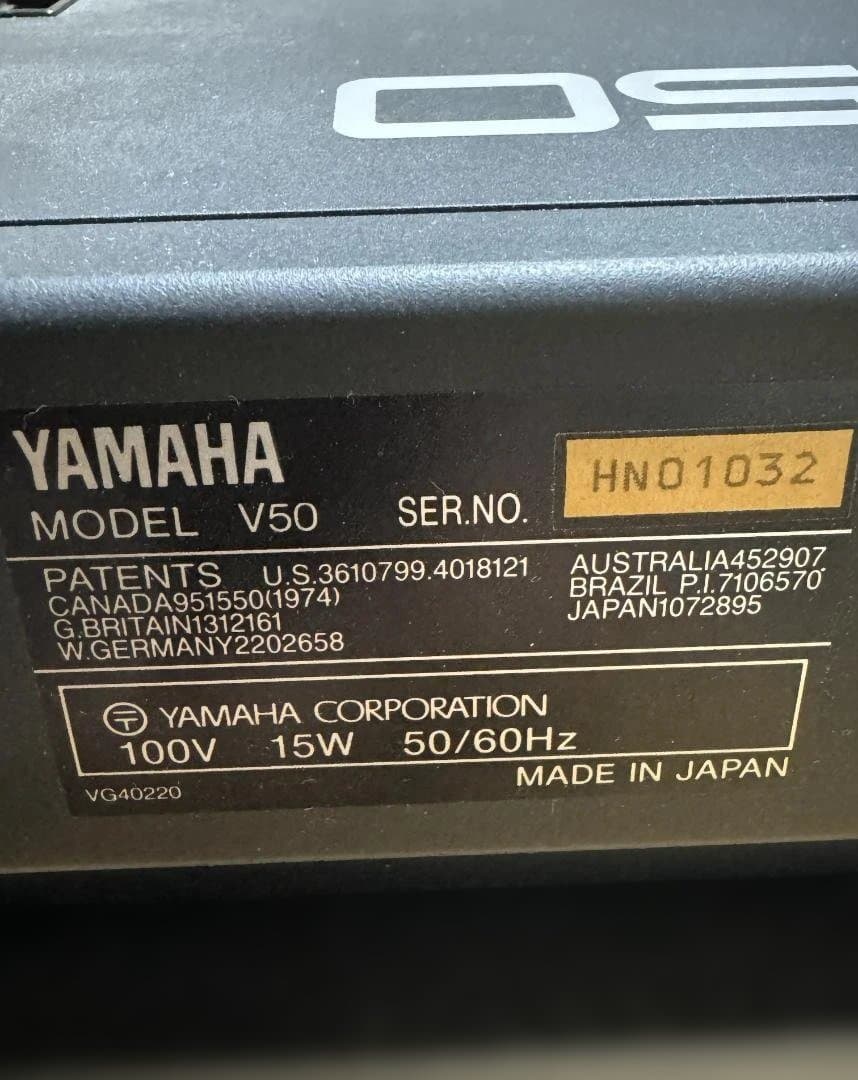 YAMAHA
MODEL V50 SER.NO. HN01032
PATENTS U.S.3610799.4018121
CANADA951550(1974)
G.BRITAIN1312161
W.GERMANY2202658
AUSTRALIA452907.
BRAZIL P.I.7106570
JAPAN1072895
YAMAHA CORPORATION
100V 15W 50/60Hz
MADE IN JAPAN
VG40220